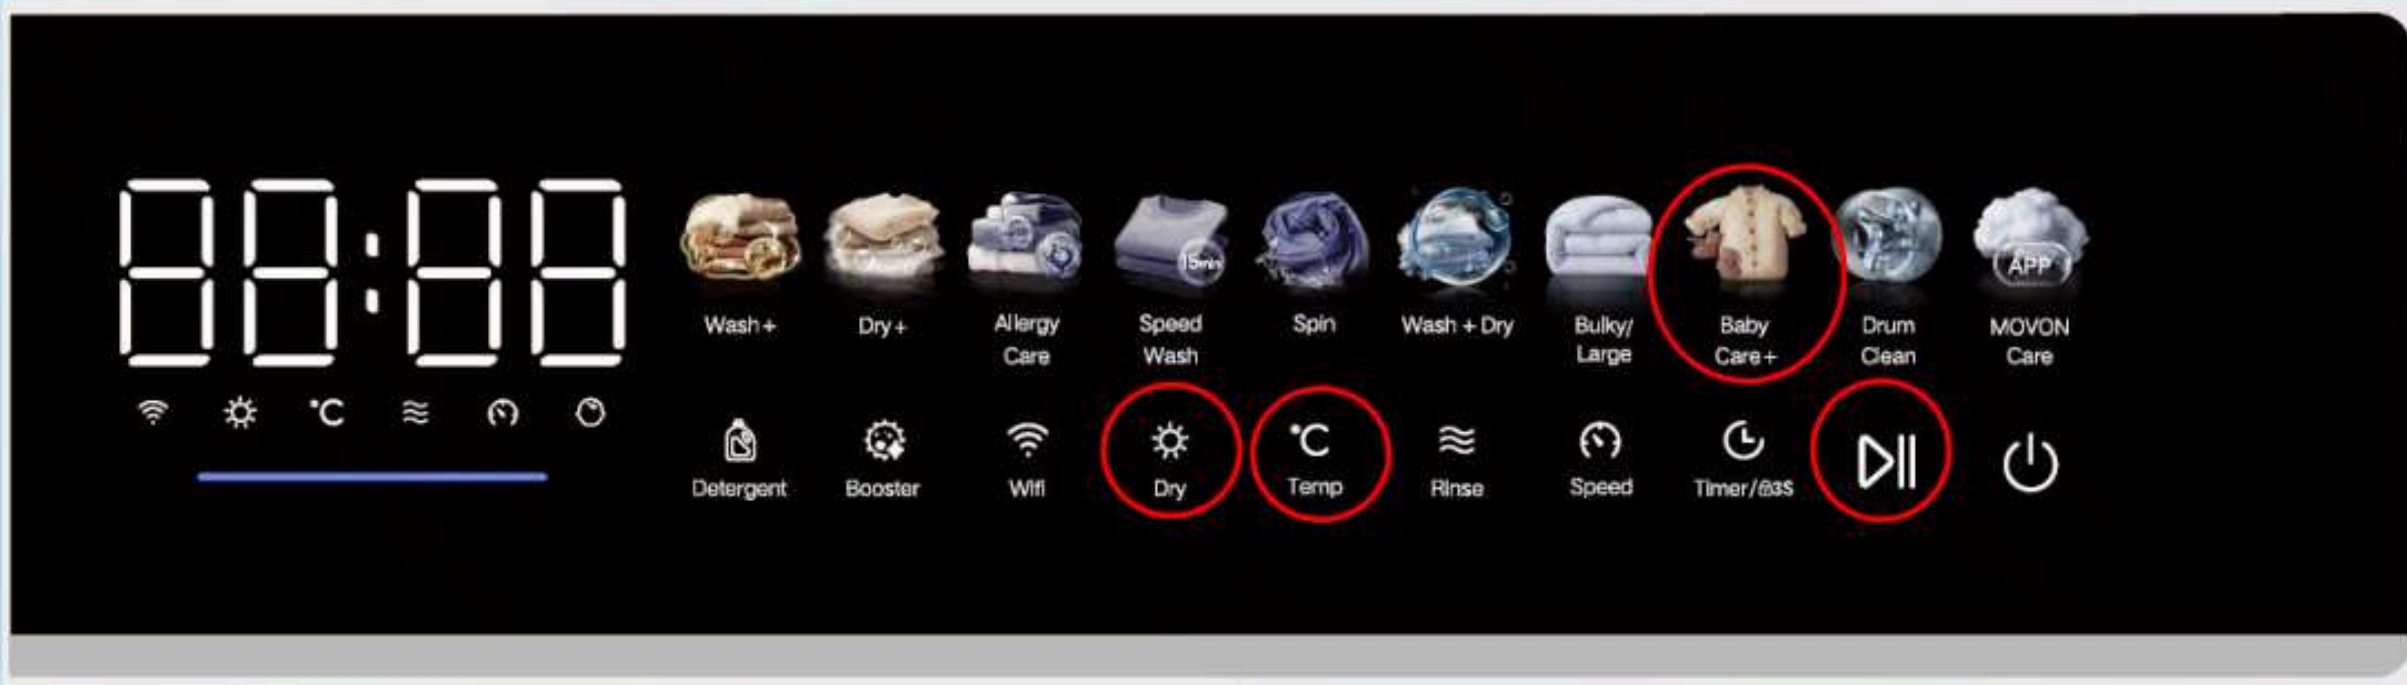 88:88
°C
Wash+
Dry+
Allergy
Care
15min
Speed
Wash
Spin
Wash + Dry
Bulky/
Large
Baby
Care+
Drum
Clean
APP
MOVON
Care
Detergent
Booster
Wifi
Dry
°C
Temp
Rinse
Speed
Timer/3S